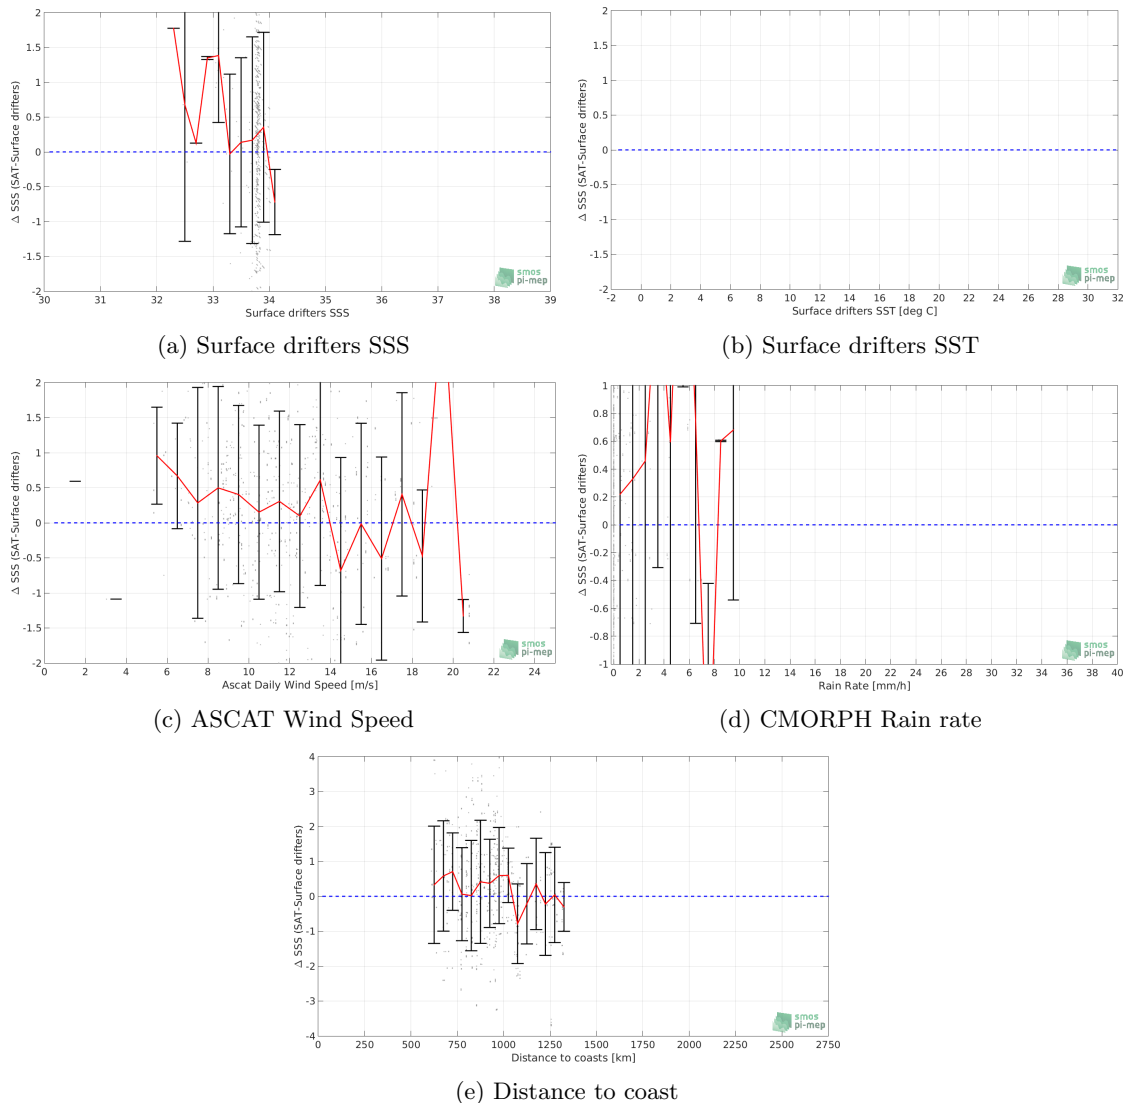 2
1.5
1
0.5
0
-0.5
-1
-1.5
-2
Δ SSS (SAT-Surface drifters)
30 31 32 33 34 35 36 37 38 39
Surface drifters SSS
smos
pi-mep
(a) Surface drifters SSS
2
1.5
1
0.5
0
-0.5
-1
-1.5
-2
Δ SSS (SAT-Surface drifters)
-2 0 2 4 6 8 10 12 14 16 18 20 22 24 26 28 30 32
Surface drifters SST [deg C]
smos
pi-mep
(b) Surface drifters SST
2
1.5
1
0.5
0
-0.5
-1
-1.5
-2
Δ SSS (SAT-Surface drifters)
0 2 4 6 8 10 12 14 16 18 20 22 24
Ascat Daily Wind Speed [m/s]
smos
pi-mep
(c) ASCAT Wind Speed
1
0.8
0.6
0.4
0.2
0
-0.2
-0.4
-0.6
-0.8
-1
Δ SSS (SAT-Surface drifters)
0 2 4 6 8 10 12 14 16 18 20 22 24 26 28 30 32 34 36 38 40
Rain Rate [mm/h]
smos
pi-mep
(d) CMORPH Rain rate
4
3
2
1
0
-1
-2
-3
-4
Δ SSS (SAT-Surface drifters)
0 250 500 750 1000 1250 1500 1750 2000 2250 2500 2750
Distance to coasts [km]
smos
pi-mep
(e) Distance to coast